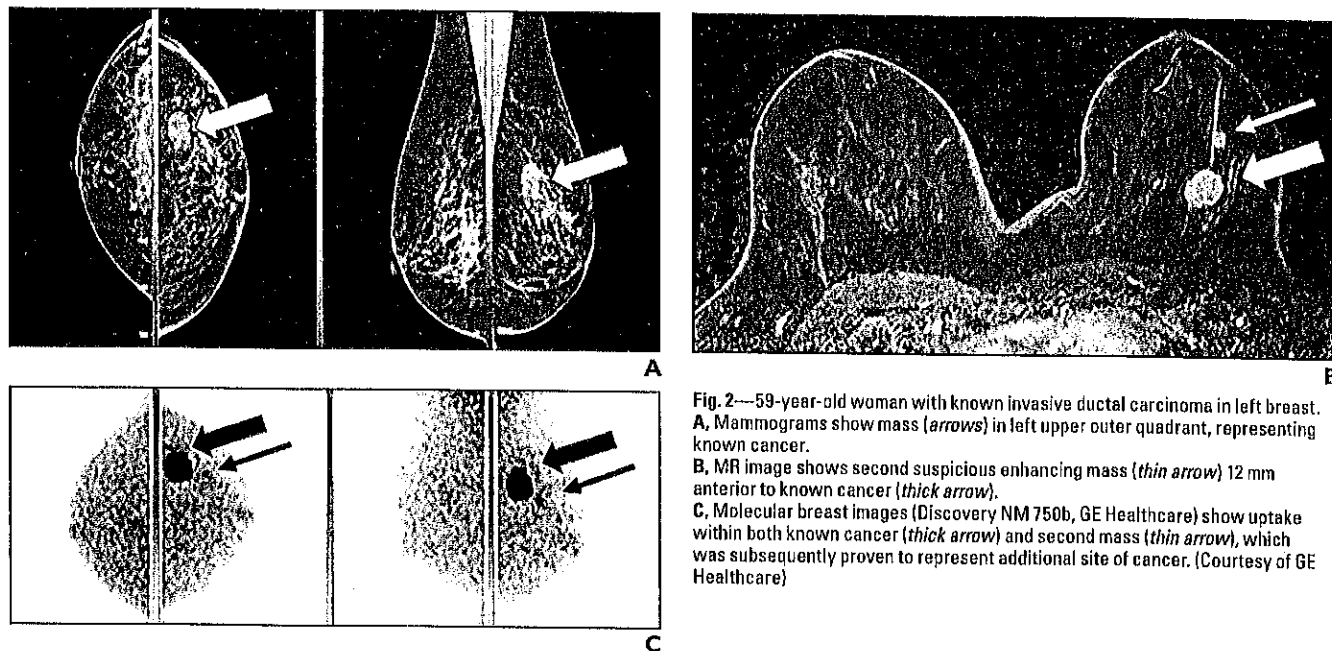 A
B
Fig. 2—59-year-old woman with known invasive ductal carcinoma in left breast.
A, Mammograms show mass (arrows) in left upper outer quadrant, representing
known cancer.
B, MR image shows second suspicious enhancing mass (thin arrow) 12 mm
anterior to known cancer (thick arrow).
C, Molecular breast images (Discovery NM 750b, GE Healthcare) show uptake
within both known cancer (thick arrow) and second mass (thin arrow), which
was subsequently proven to represent additional site of cancer. (Courtesy of GE
Healthcare)
C